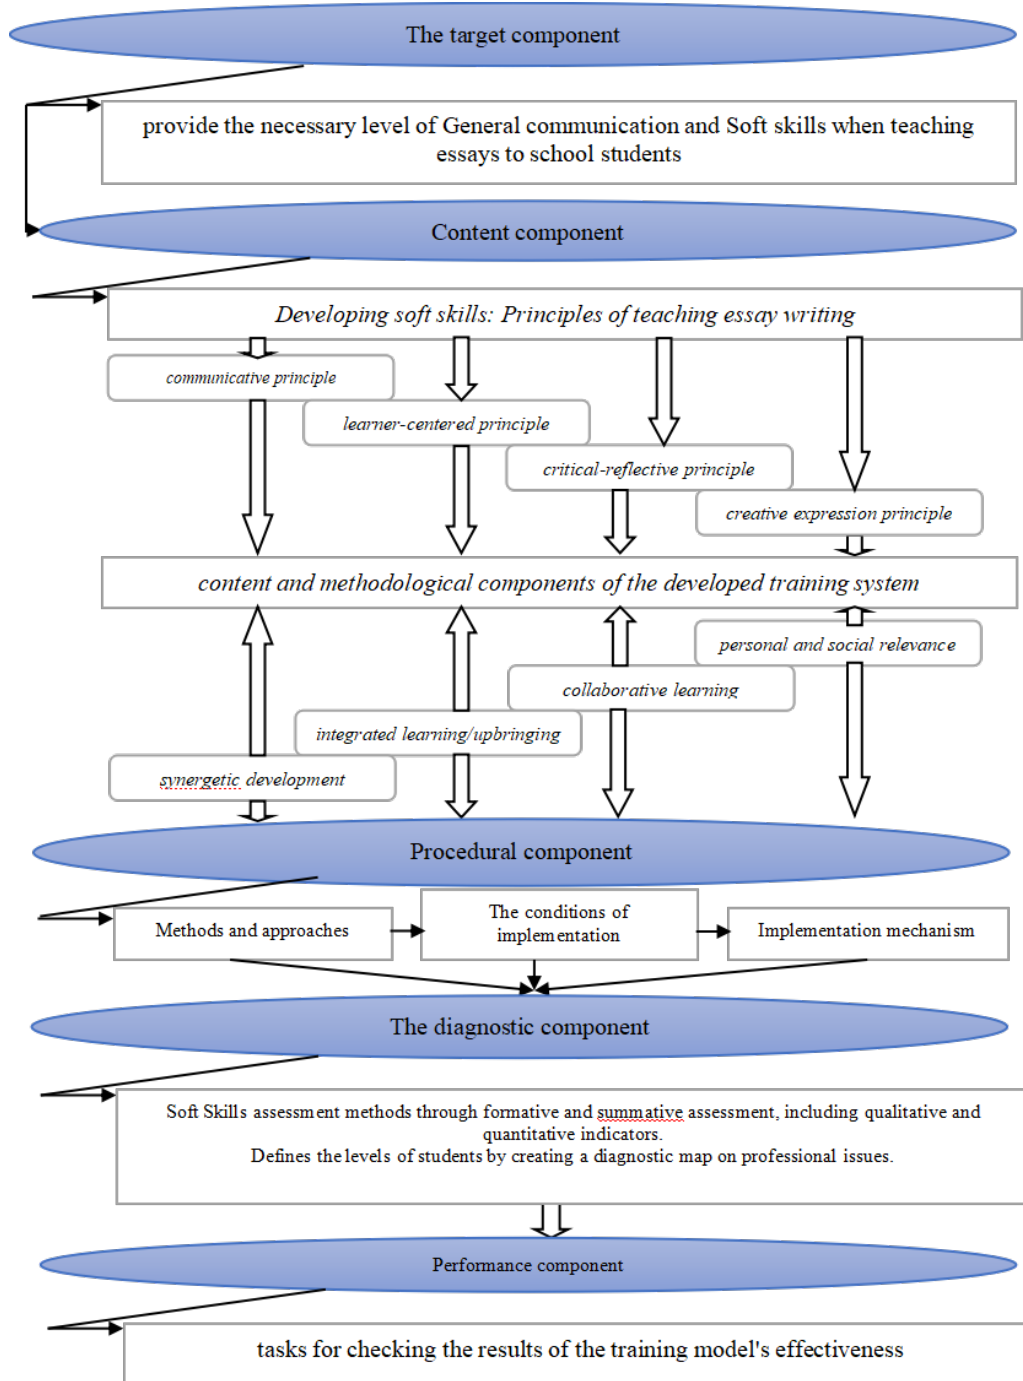 The target component
provide the necessary level of General communication and Soft skills when teaching
essays to school students
Content component
Developing soft skills: Principles of teaching essay writing
communicative principle
learner-centered principle
critical-reflective principle
creative expression principle
content and methodological components of the developed training system
personal and social relevance
collaborative learning
integrated learning/upbringing
synergetic development
Procedural component
Methods and approaches
The conditions of
implementation
Implementation mechanism
The diagnostic component
Soft Skills assessment methods through formative and summative assessment, including qualitative and
quantitative indicators.
Defines the levels of students by creating a diagnostic map on professional issues.
Performance component
tasks for checking the results of the training model's effectiveness